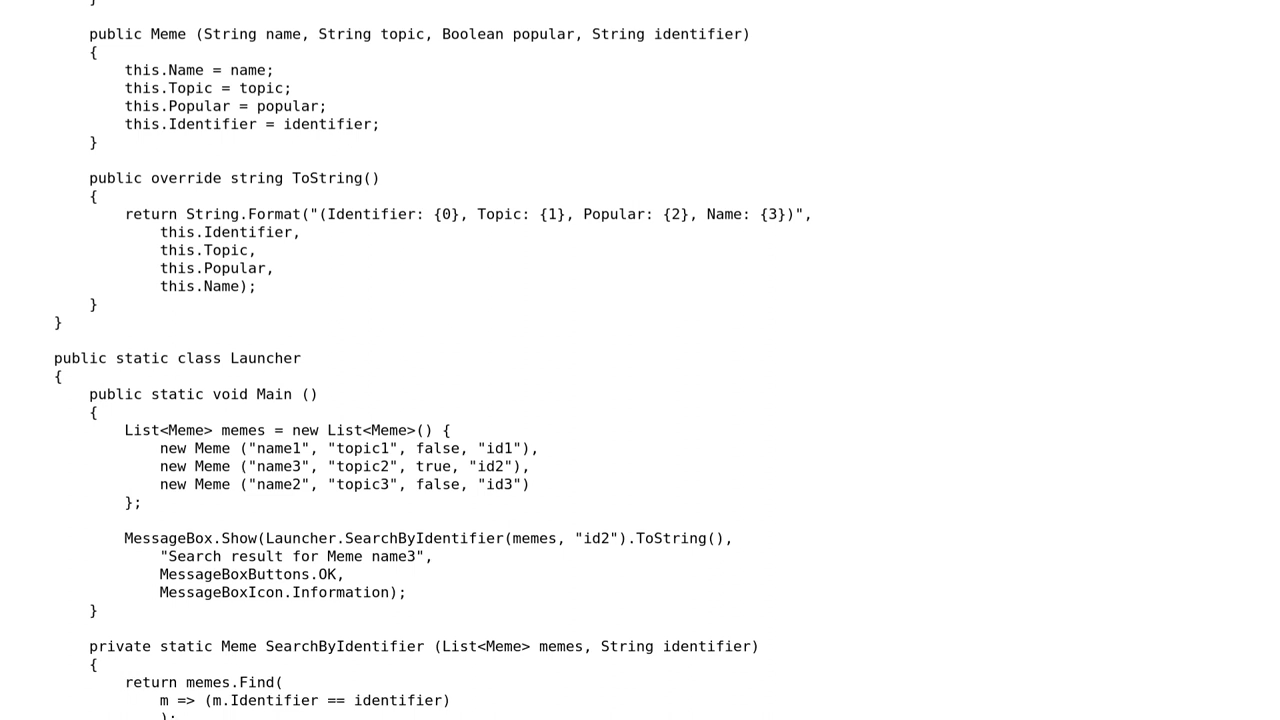 }
public Meme (String name, String topic, Boolean popular, String identifier)
{
this.Name = name;
this.Topic = topic;
this.Popular = popular;
this.Identifier = identifier;
}
public override string ToString()
{
return String.Format("(Identifier: {0}, Topic: {1}, Popular: {2}, Name: {3})",
this.Identifier,
this.Topic,
this.Popular,
this.Name);
}
}
public static class Launcher
{
public static void Main ()
{
List<Meme> memes = new List<Meme>() {
new Meme ("name1", "topic1", false, "id1"),
new Meme ("name3", "topic2", true, "id2"),
new Meme ("name2", "topic3", false, "id3")
};
MessageBox.Show(Launcher.SearchByIdentifier(memes, "id2").ToString(),
"Search result for Meme name3",
MessageBoxButtons.OK,
MessageBoxIcon.Information);
}
private static Meme SearchByIdentifier (List<Meme> memes, String identifier)
{
return memes.Find(
m => (m.Identifier == identifier)
);